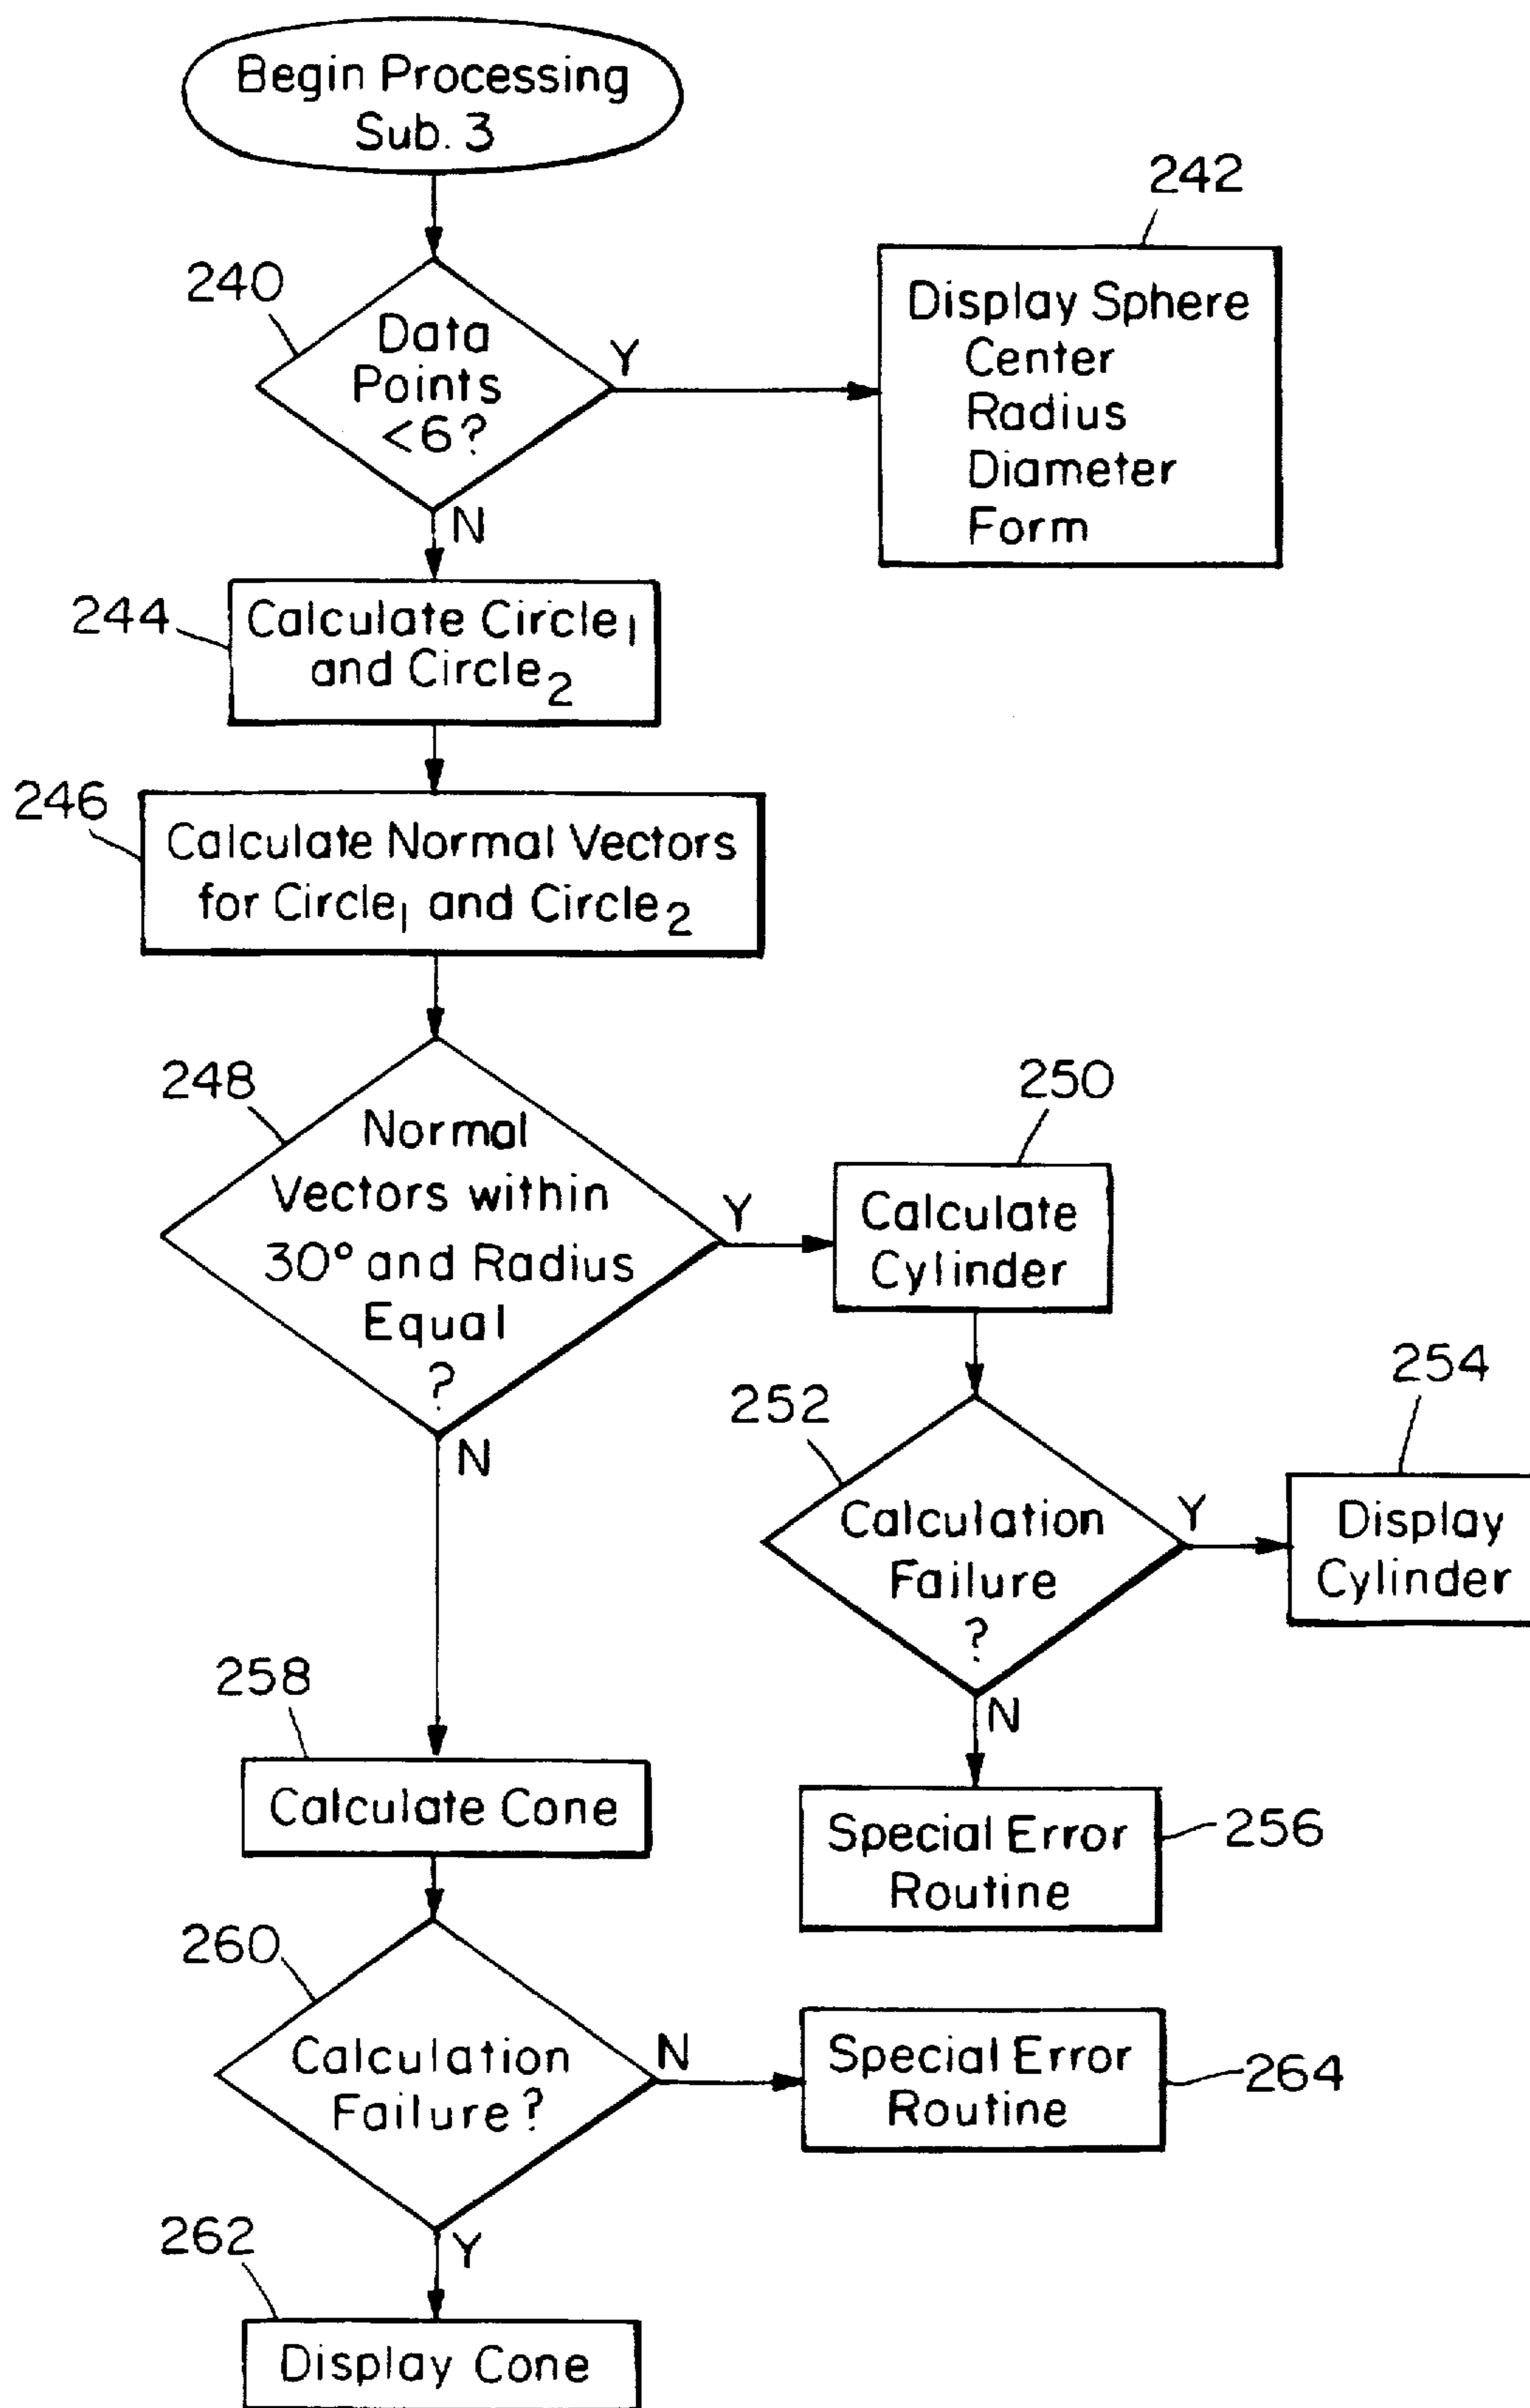 Begin Processing
Sub. 3
242
240
Data
Points
<6?
Y
N
Display Sphere
Center
Radius
Diameter
Form
244
Calculate Circle₁
and Circle₂
246
Calculate Normal Vectors
for Circle₁ and Circle₂
248
Normal
Vectors within
30° and Radius
Equal
?
Y
N
250
Calculate
Cylinder
252
Calculation
Failure
?
Y
N
254
Display
Cylinder
Special Error
Routine
256
258
Calculate Cone
260
Calculation
Failure?
N
Y
Special Error
Routine
264
262
Display Cone